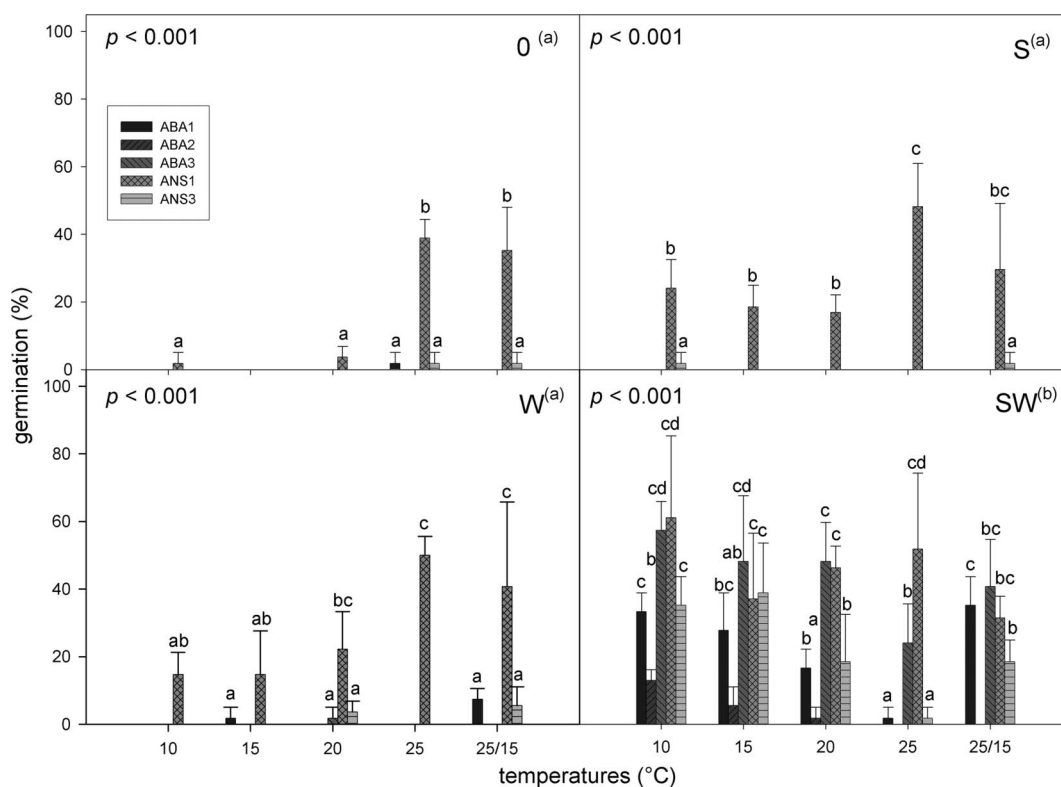 p < 0.001
0 (a)
p < 0.001
S(a)
100
80
60
40
20
0
ABA1
ABA2
ABA3
ANS1
ANS3
a
a
a
b
a
b
a
b
a
b
b
c
bc
a
germination (%)
p < 0.001
W(a)
p < 0.001
SW(b)
100
80
60
40
20
0
ab
a
ab
a
bc
a
c
a
c
a
c
b
cd
cd
c
bc
ab
cd
c
c
b
a
c
c
b
a
b
cd
a
c
bc
bc
b
10
15
20
25
25/15
10
15
20
25
25/15
temperatures (°C)